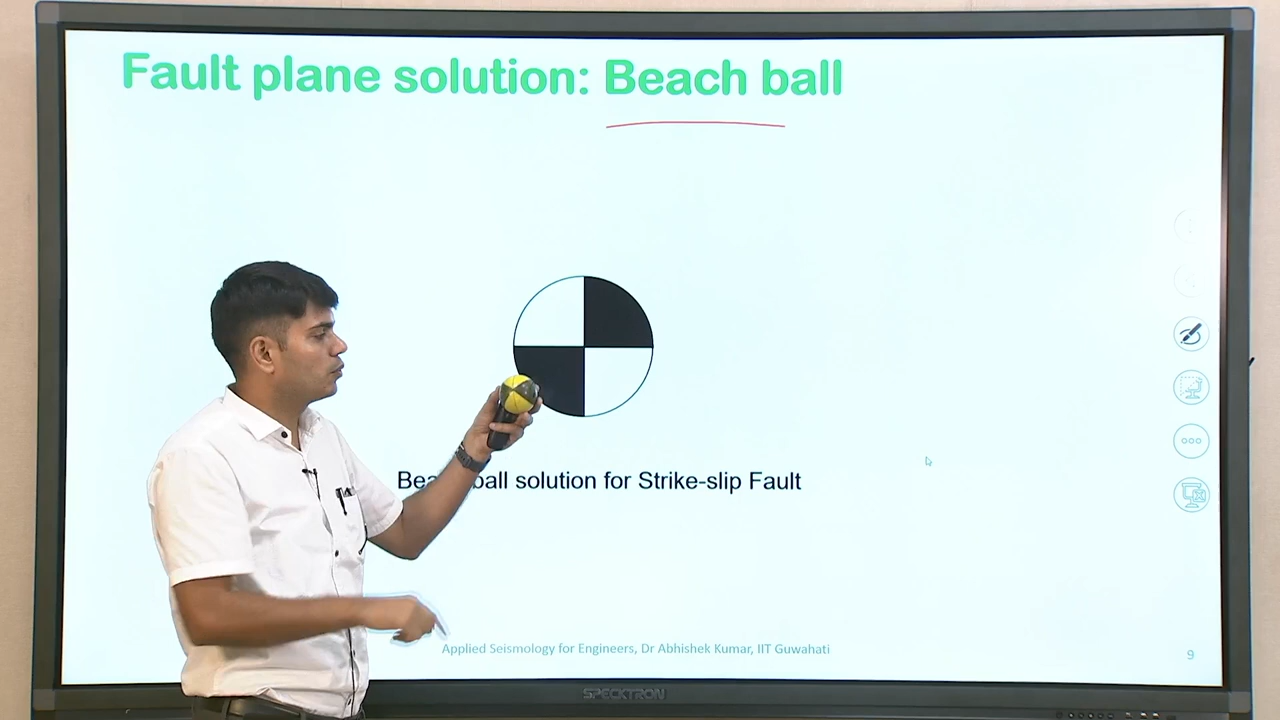 Fault plane solution: Beach ball
Bea ball solution for Strike-slip Fault
Applied Seismology for Engineers, Dr Abhishek Kumar, IIT Guwahati
9
SPECKTRON